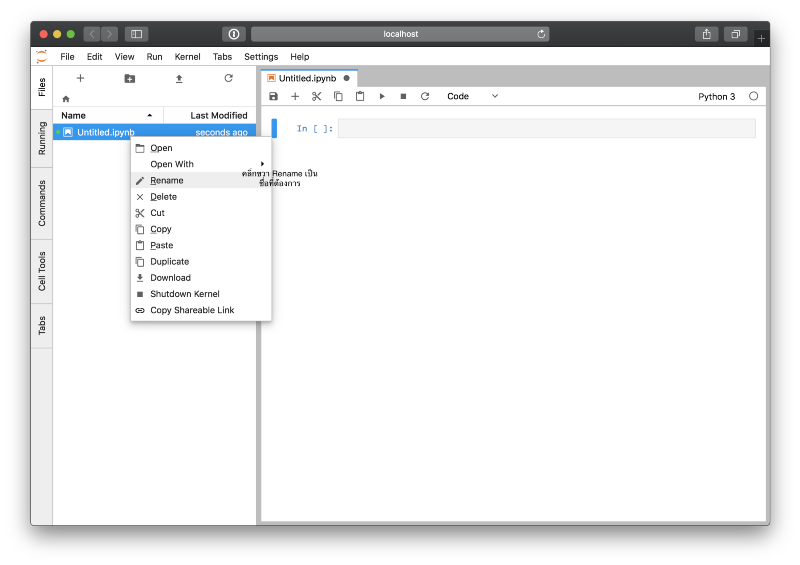 localhost
File Edit View Run Kernel Tabs Settings Help
Files
Running
Commands
Cell Tools
Tabs
Name Last Modified
Untitled.ipynb seconds ago
Open
Open With
Rename
Delete
Cut
Copy
Paste
Duplicate
Download
Shutdown Kernel
Copy Shareable Link
คลิ๊กขวา Rename เป็น
ชื่อที่ต้องการ
Untitled.ipynb
Code Python 3
In [ ]: